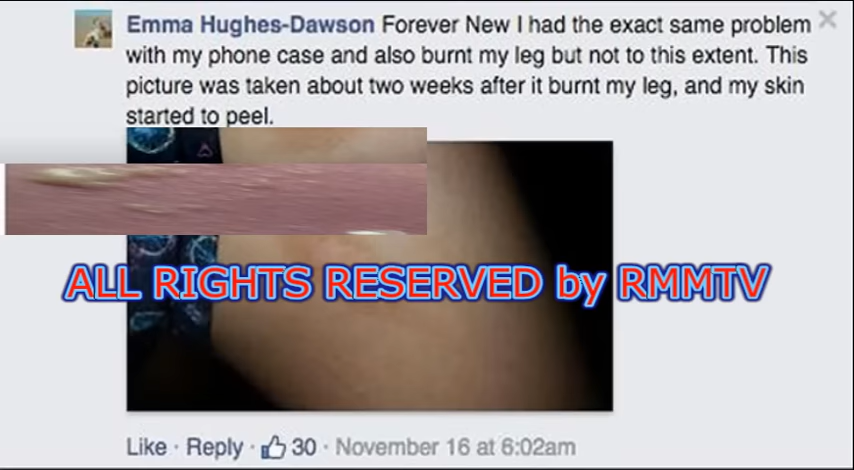 Emma Hughes-Dawson Forever New I had the exact same problem
with my phone case and also burnt my leg but not to this extent. This
picture was taken about two weeks after it burnt my leg, and my skin
started to peel.
ALL RIGHTS RESERVED by RMMTV
Like · Reply · 30 · November 16 at 6:02am